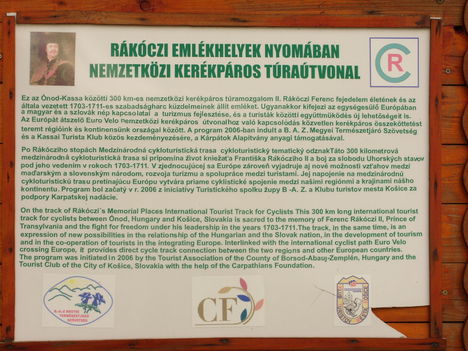 RÁKÓCZI EMLÉKHELYEK NYOMÁBAN
NEMZETKÖZI KERÉKPÁROS TÚRAÚTVONAL
CR
Ez az Ónod-Kassa közötti 300 km-es nemzetközi kerékpáros túramozgalom II. Rákóczi Ferenc fejedelem életének és az
általa vezetett 1703-1711-es szabadságharc küzdelmeinek állít emléket. Ugyanakkor kifejezi az egységesülő Európában
a magyar és a szlovák nép kapcsolatai a turizmus fejlesztése, és a turisták közötti együttműködés új lehetőségeit is.
Az Európát átszelő Euro Velo nemzetközi kerékpáros útvonalhoz való kapcsolódás közvetlen kerékpáros összeköttetést
teremt régióink és kontinensünk országai között. A program 2006-ban indult a B. A. Z. Megyei Természetjáró Szövetség
és a Kassai Turista Klub közös kezdeményezésére, a Kárpátok Alapítvány anyagi támogatásával.
Po Rákócziho stopách Medzinárodná cykloturistická trasa cykloturistický tematický odznakTáto 300 kilometrová
medzinárodná cykloturistická trasa si pripomína život kniežaťa Františka Rákócziho II a boj za slobodu Uhorských stavov
pod jeho vedením v rokoch 1703-1711. V zjednocujúcej sa Európe zároveň vyjadruje aj nové možnosti vzťahov medzi
maďarským a slovenským národom, rozvoja turizmu a spolupráce medzi turistami. Jej napojenie na medzinárodnú
cykloturistickú trasu pretínajúcu Európu vytvára priame cyklistické spojenie medzi našimi regiónmi a krajinami nášho
kontinentu. Program bol začatý v r. 2006 z iniciatívy Turistického spolku župy B -A. Z. a Klubu turistov mesta Košice za
podpory Karpatskej nadácie.
On the track of Rákóczi`s Memorial Places International Tourist Track for Cyclists This 300 km long international tourist
track for cyclists between Ónod, Hungary and Košice, Slovakia is sacred to the memory of Ferenc Rákóczi II, Prince of
Transylvania and the fight for freedom under his leadership in the years 1703-1711.The track, in the same time, is an
expression of new possibilities in the relationship of the Hungarian and the Slovak nation, in the development of tourism
and in the co-operation of tourists in the integrating Europe. Interlinked with the international cyclist path Euro Velo
crossing Europe, it provides direct cycle track connection between the two regions and other European countries.
The program was initiated in 2006 by the Tourist Association of the County of Borsod-Abauy-Zemplén, Hungary and the
Tourist Club of the City of Košice, Slovakia with the help of the Carpathians Foundation.
CF